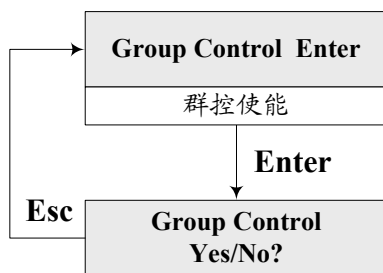 Group Control Enter
群控使能
Enter
Esc
Group Control
Yes/No?